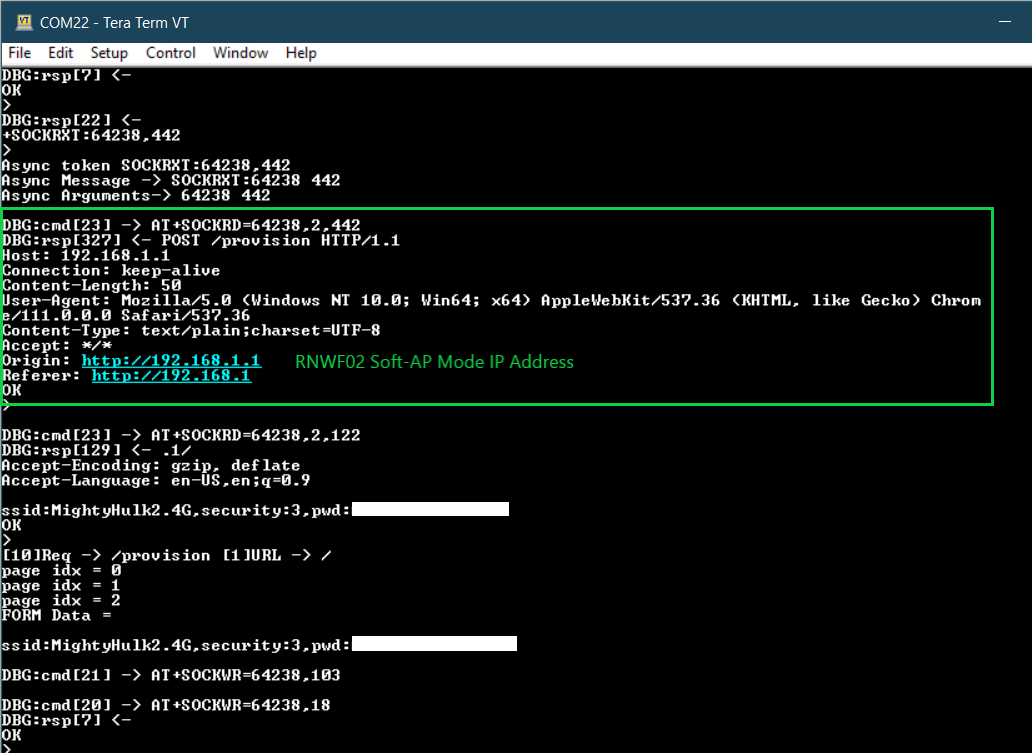 COM22 - Tera Term VT
File Edit Setup Control Window Help
DBG:rsp[7] <-
OK
>
DBG:rsp[22] <-
+SOCKRXT:64238,442
>
Async token SOCKRXT:64238,442
Async Message -> SOCKRXT:64238 442
Async Arguments-> 64238 442
DBG:cmd[23] -> AT+SOCKRD=64238,2,442
DBG:rsp[327] <- POST /provision HTTP/1.1
Host: 192.168.1.1
Connection: keep-alive
Content-Length: 50
User-Agent: Mozilla/5.0 (Windows NT 10.0; Win64; x64) AppleWebKit/537.36 (KHTML, like Gecko) Chrom
e/111.0.0.0 Safari/537.36
Content-Type: text/plain;charset=UTF-8
Accept: */*
Origin: http://192.168.1.1 RNWF02 Soft-AP Mode IP Address
Referer: http://192.168.1
OK
>
DBG:cmd[23] -> AT+SOCKRD=64238,2,122
DBG:rsp[129] <- .1/
Accept-Encoding: gzip, deflate
Accept-Language: en-US,en;q=0.9
ssid:MightyHulk2.4G,security:3,pwd:
OK
>
[10]Req -> /provision [1]URL -> /
page idx = 0
page idx = 1
page idx = 2
FORM Data =
ssid:MightyHulk2.4G,security:3,pwd:
DBG:cmd[21] -> AT+SOCKWR=64238,103
DBG:cmd[20] -> AT+SOCKWR=64238,18
DBG:rsp[7] <-
OK
>